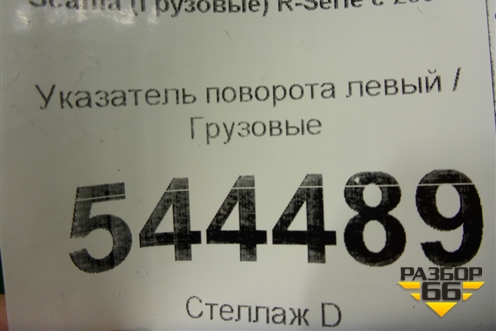 Scania (Грузовые) R-Serie с
Указатель поворота левый /
Грузовые
544489
Стеллаж D
РАЗБОР
66